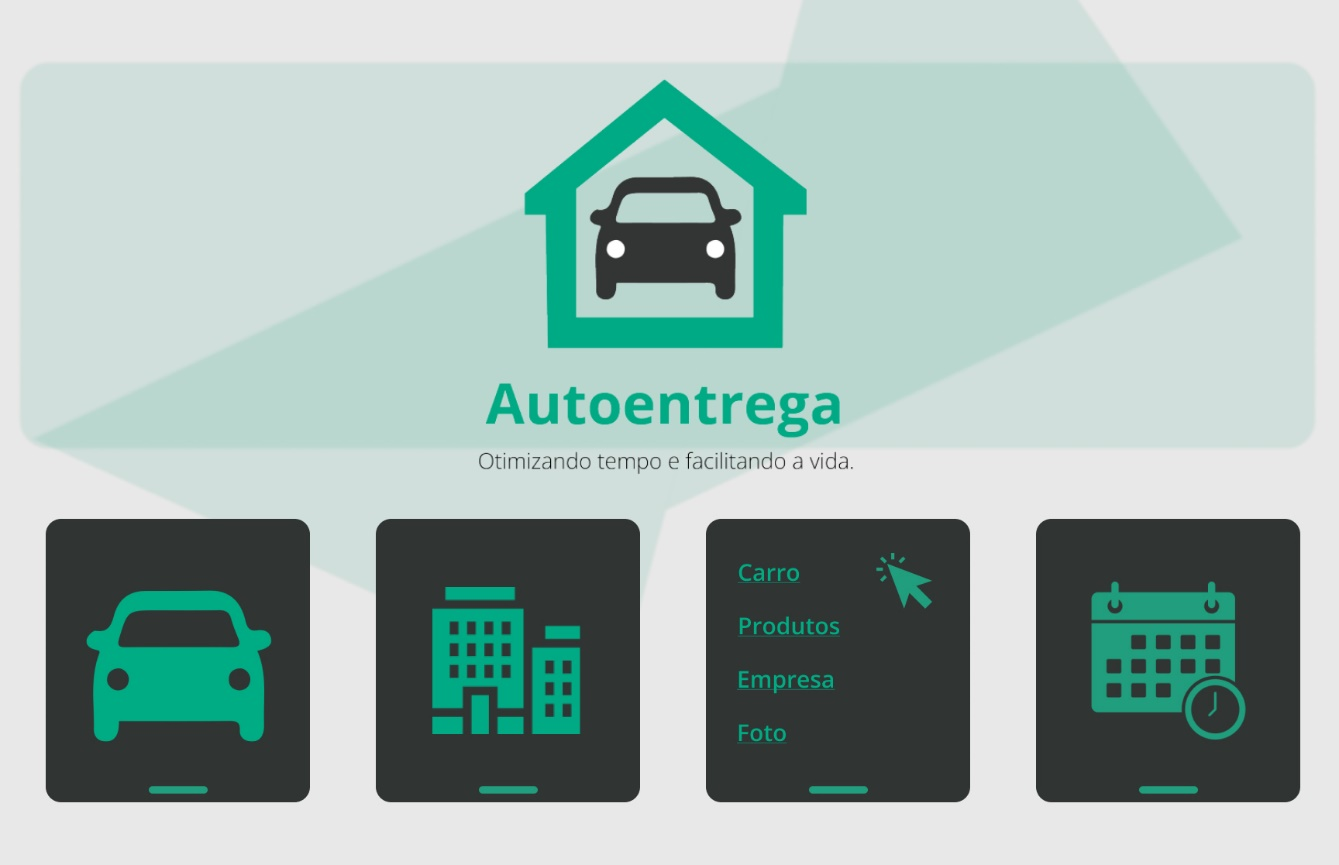 Autoentrega
Otimizando tempo e facilitando a vida.
Carro
Produtos
Empresa
Foto